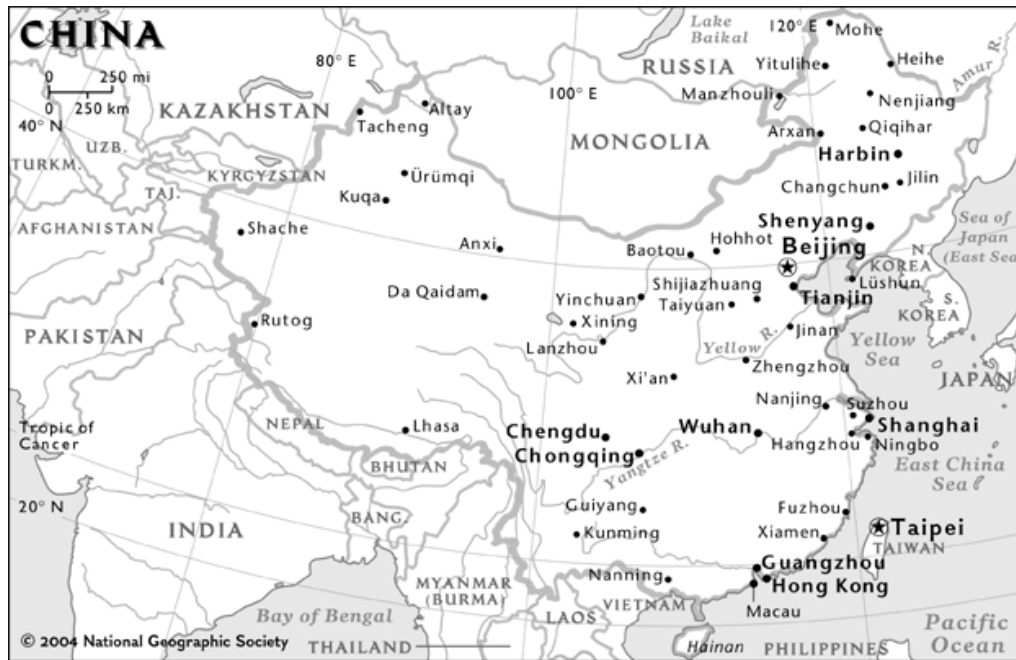 CHINA
0 250 mi
0 250 km
80° E
100° E
120° E
40° N
20° N
Tropic of
Cancer
Lake
Baikal
RUSSIA
KAZAKHSTAN
MONGOLIA
Mohe
Yitulihe
Heihe
Amur R.
Manzhouli
Nenjiang
Altay
Tacheng
Arxan
Qiqihar
UZB.
TURKM.
KYRGYZSTAN
TAJ.
Ürümqi
Harbin
Jilin
Changchun
Kuqa
AFGHANISTAN
Shache
Anxi
Shenyang
Beijing
Baotou
Hohhot
Sea of
Japan
(East Sea)
N.
KOREA
Lüshun
Da Qaidam
Yinchuan
Shijiazhuang
Taiyuan
Tianjin
S.
KOREA
PAKISTAN
Rutog
Xining
Lanzhou
Yellow R.
Jinan
Yellow
Sea
Zhengzhou
Xi'an
JAPAN
Nanjing
Suzhou
NEPAL
Lhasa
Chengdu
Chongqing
Wuhan
Shanghai
Hangzhou
Ningbo
BHUTAN
Yangtze R.
East China
Sea
INDIA
BANG.
Guiyang
Kunming
Fuzhou
Xiamen
Taipei
TAIWAN
Guangzhou
Hong Kong
Nanning
Macau
MYANMAR
(BURMA)
VIETNAM
LAOS
Bay of Bengal
THAILAND
Hainan
PHILIPPINES
Pacific
Ocean
© 2004 National Geographic Society